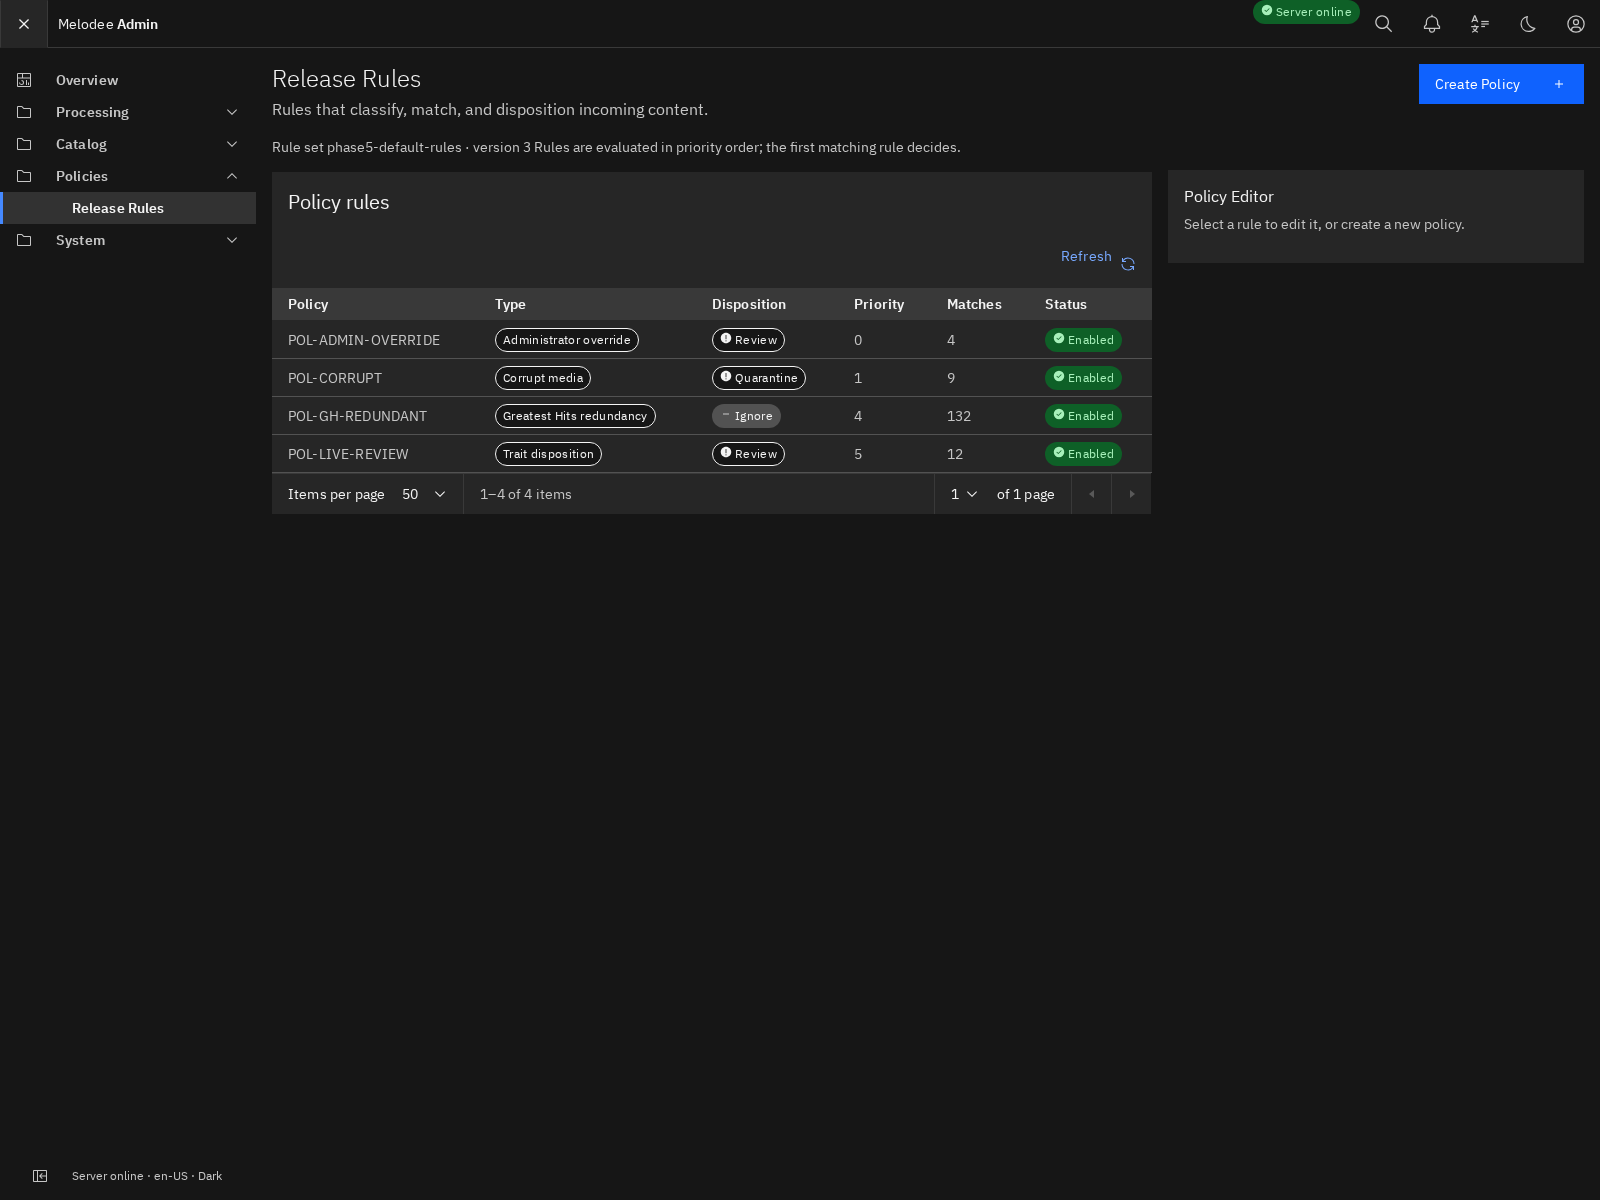 Melodee Admin
Server online
Overview
Processing
Catalog
Policies
Release Rules
System
Release Rules
Rules that classify, match, and disposition incoming content.
Create Policy
Rule set phase5-default-rules · version 3 Rules are evaluated in priority order; the first matching rule decides.
Policy rules
Refresh
Policy Type Disposition Priority Matches Status
POL-ADMIN-OVERRIDE Administrator override Review 0 4 Enabled
POL-CORRUPT Corrupt media Quarantine 1 9 Enabled
POL-GH-REDUNDANT Greatest Hits redundancy Ignore 4 132 Enabled
POL-LIVE-REVIEW Trait disposition Review 5 12 Enabled
Items per page 50 1–4 of 4 items 1 of 1 page
Policy Editor
Select a rule to edit it, or create a new policy.
Server online · en-US · Dark